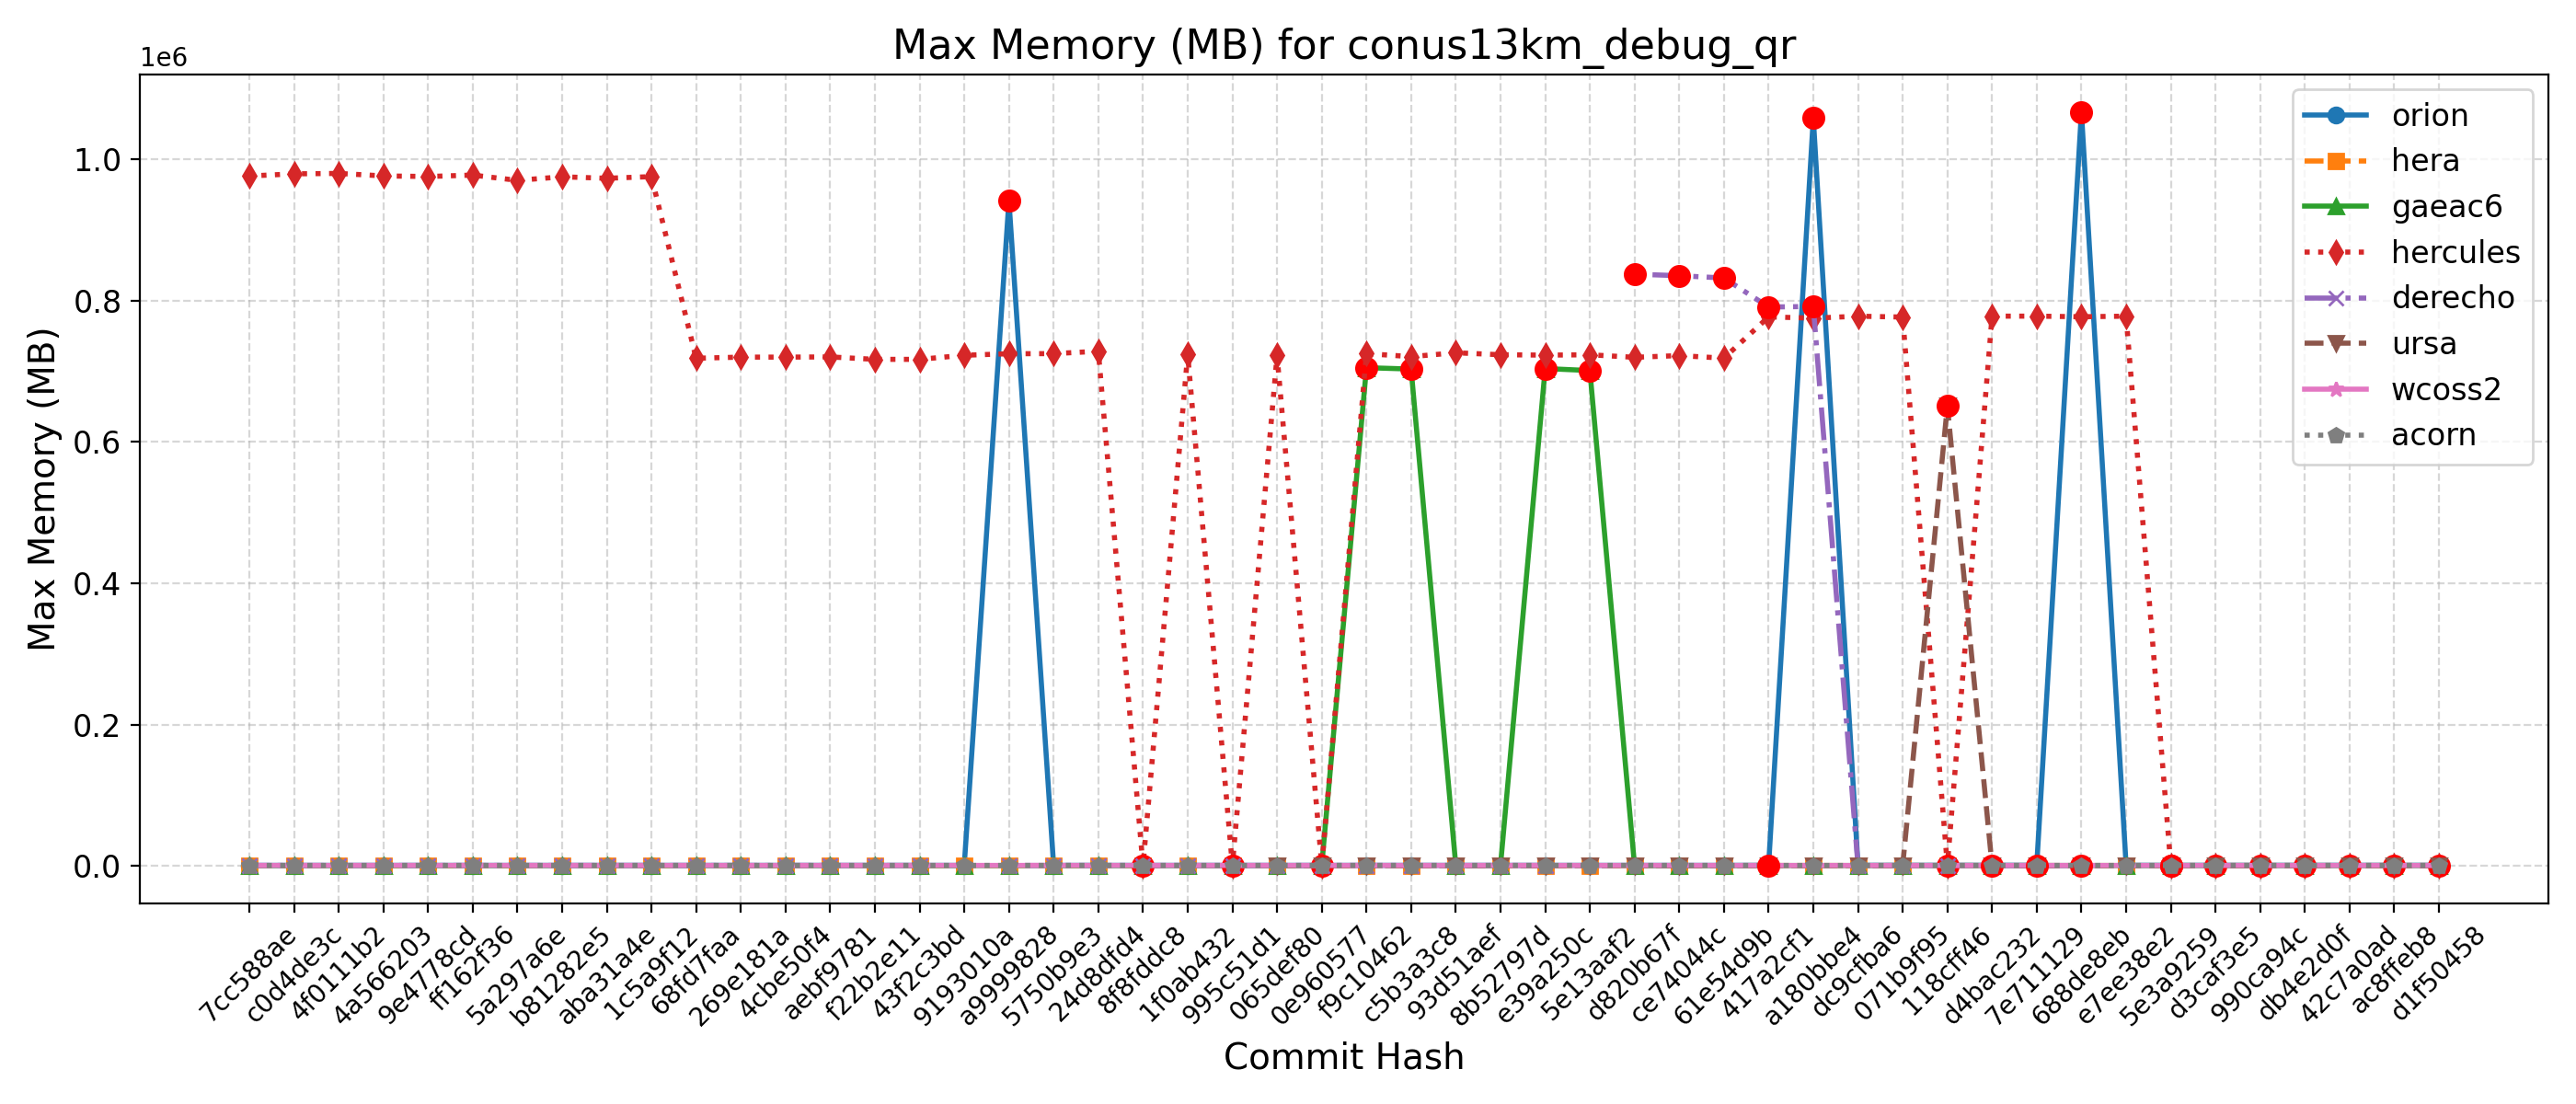 Max Memory (MB) for conus13km_debug_qr
1e6
Max Memory (MB)
1.0
0.8
0.6
0.4
0.2
0.0
orion
hera
gaeac6
hercules
derecho
ursa
wcoss2
acorn
7cc588ae
c0d4de3c
4f0111b2
4a566203
9e4778cd
ff162f36
5a297a6e
b81282e5
aba31a4e
1c5a9f12
68fd7faa
269e181a
4cbe50f4
aebf9781
f22b2e11
43f2c3bd
9193010a
a9999828
5750b9e3
24d8dfd4
8f8fddc8
1f0ab432
995c51d1
065def80
0e960577
f9c10462
c5b3a3c8
93d51aef
8b52797d
e39a250c
5e13aaf2
d820b67f
ce74044c
61e54d9b
417a2cf1
a180bbe4
dc9cfba6
071b9f95
118cff46
d4bac232
7e711129
688de8eb
e7ee38e2
5e3a9259
d3caf3e5
990ca94c
db4e2d0f
42c7a0ad
ac8ffeb8
d1f50458
Commit Hash